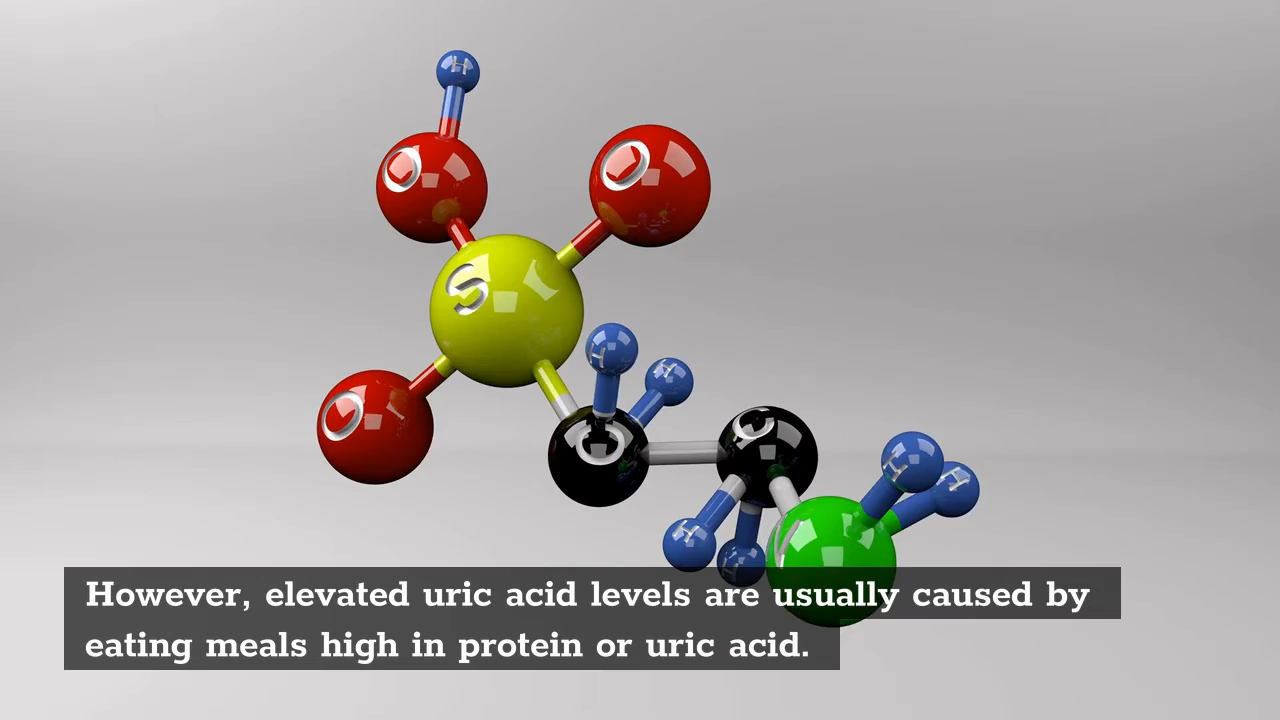 H
O
O
S
H
H
O
C
C
H
H
H
H
However, elevated uric acid levels are usually caused by
eating meals high in protein or uric acid.